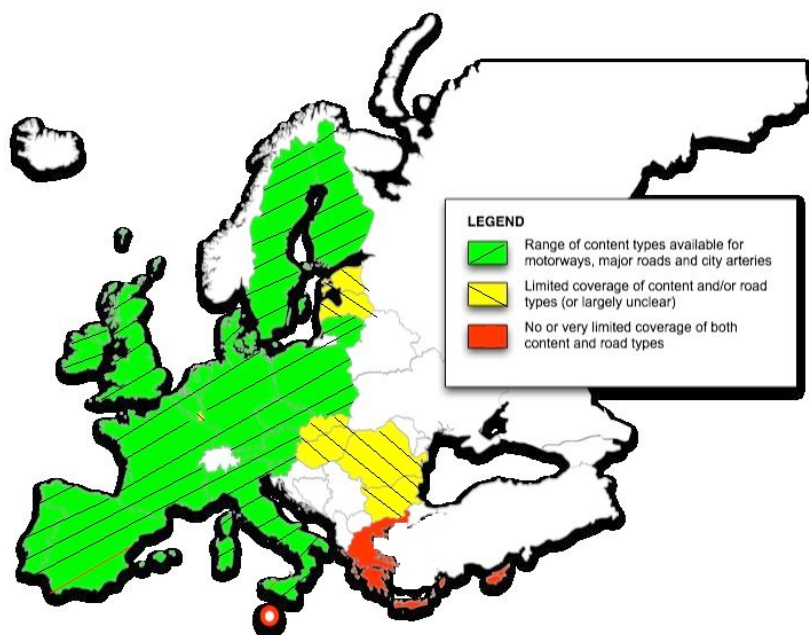 LEGEND
Range of content types available for
motorways, major roads and city arteries
Limited coverage of content and/or road
types (or largely unclear)
No or very limited coverage of both
content and road types